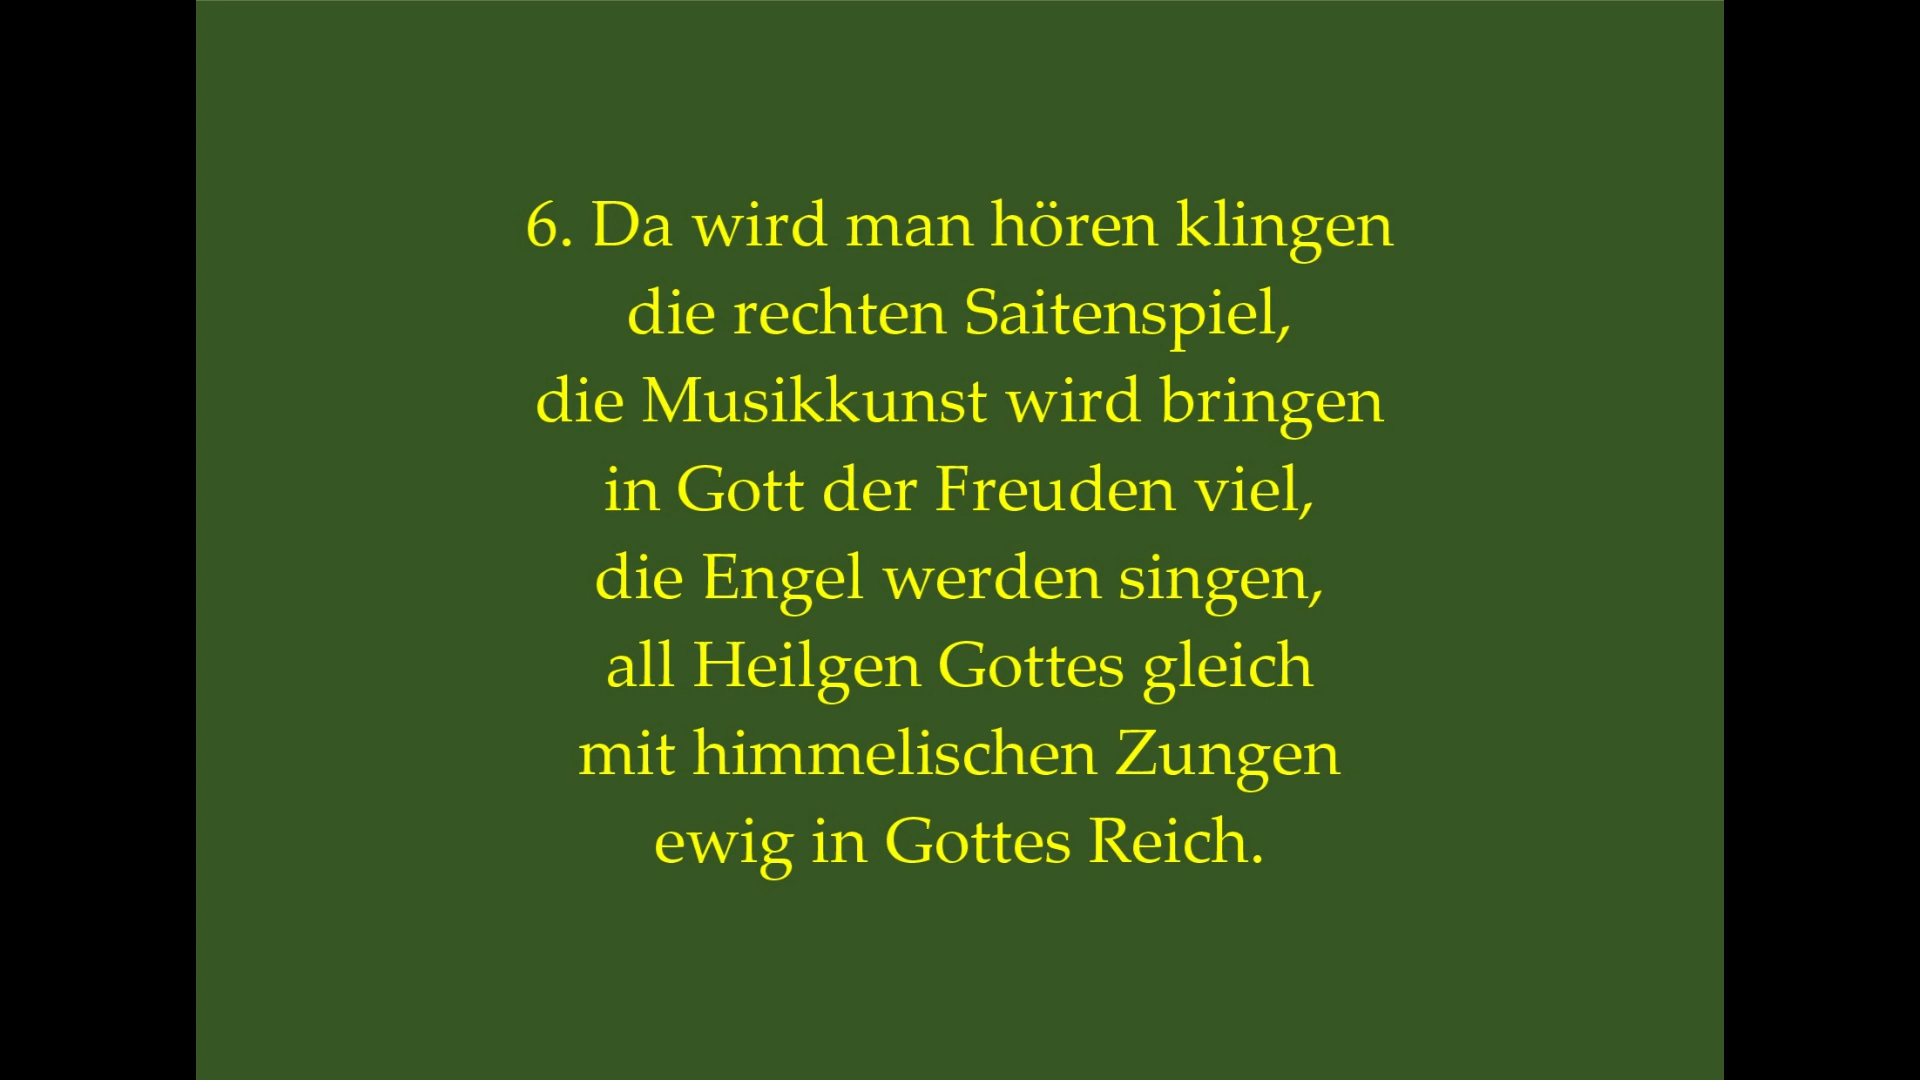 6. Da wird man hören klingen
die rechten Saitenspiel,
die Musikkunst wird bringen
in Gott der Freuden viel,
die Engel werden singen,
all Heilgen Gottes gleich
mit himmelischen Zungen
ewig in Gottes Reich.